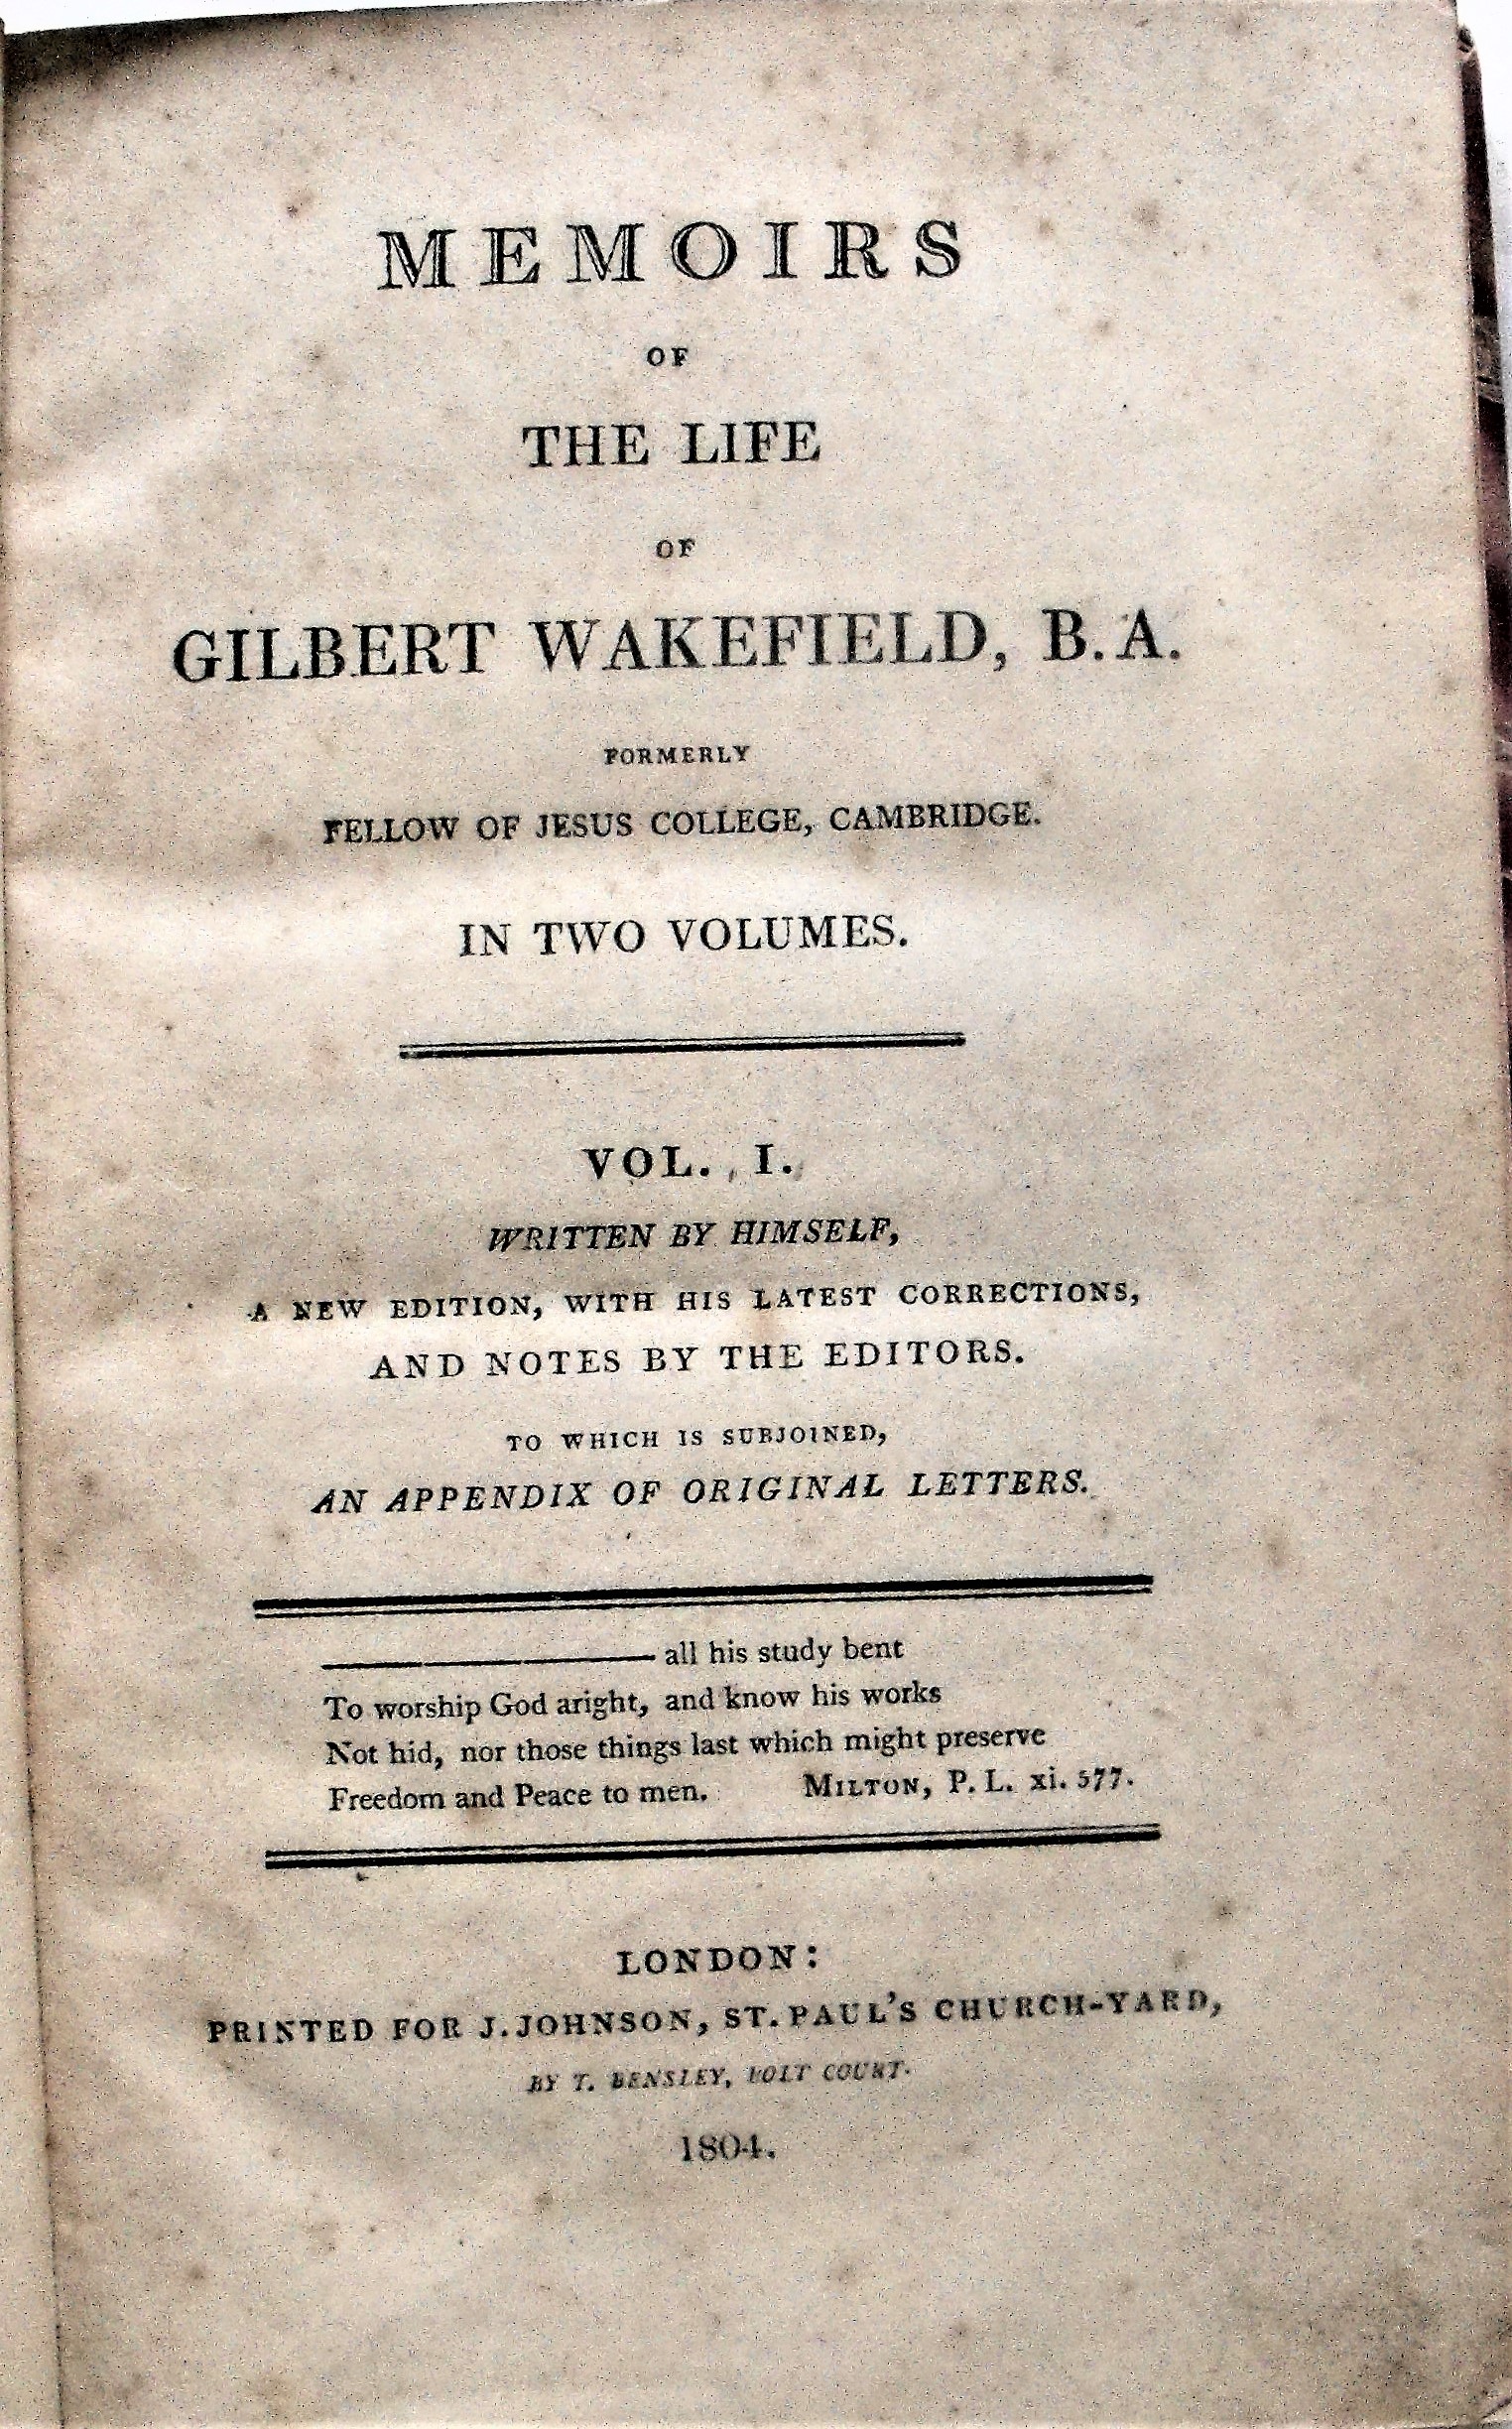 MEMOIRS
OF
THE LIFE
OF
GILBERT WAKEFIELD, B.A.
FORMERLY
FELLOW OF JESUS COLLEGE, CAMBRIDGE.
IN TWO VOLUMES.
VOL. I.
WRITTEN BY HIMSELF,
A NEW EDITION, WITH HIS LATEST CORRECTIONS,
AND NOTES BY THE EDITORS.
TO WHICH IS SUBJOINED,
AN APPENDIX OF ORIGINAL LETTERS.
——— all his study bent
To worship God aright, and know his works
Not hid, nor those things last which might preserve
Freedom and Peace to men. MILTON, P. L. xi. 577.
LONDON:
PRINTED FOR J. JOHNSON, ST. PAUL'S CHURCH-YARD,
BY T. BENSLEY, BOLT COURT.
1804.